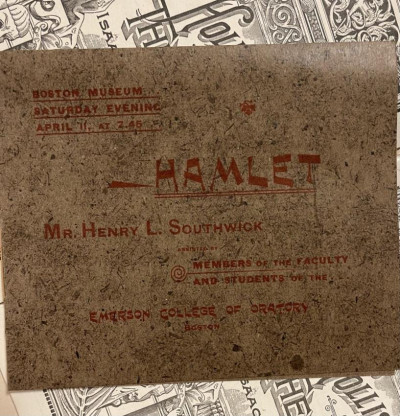 BOSTON MUSEUM...
SATURDAY EVENING
APRIL 11, AT 2.45 P
HAMLET
MR. HENRY L. SOUTHWICK
ASSISTED BY
MEMBERS OF THE FACULTY
AND STUDENTS OF THE
EMERSON COLLEGE OF ORATORY
BOSTON